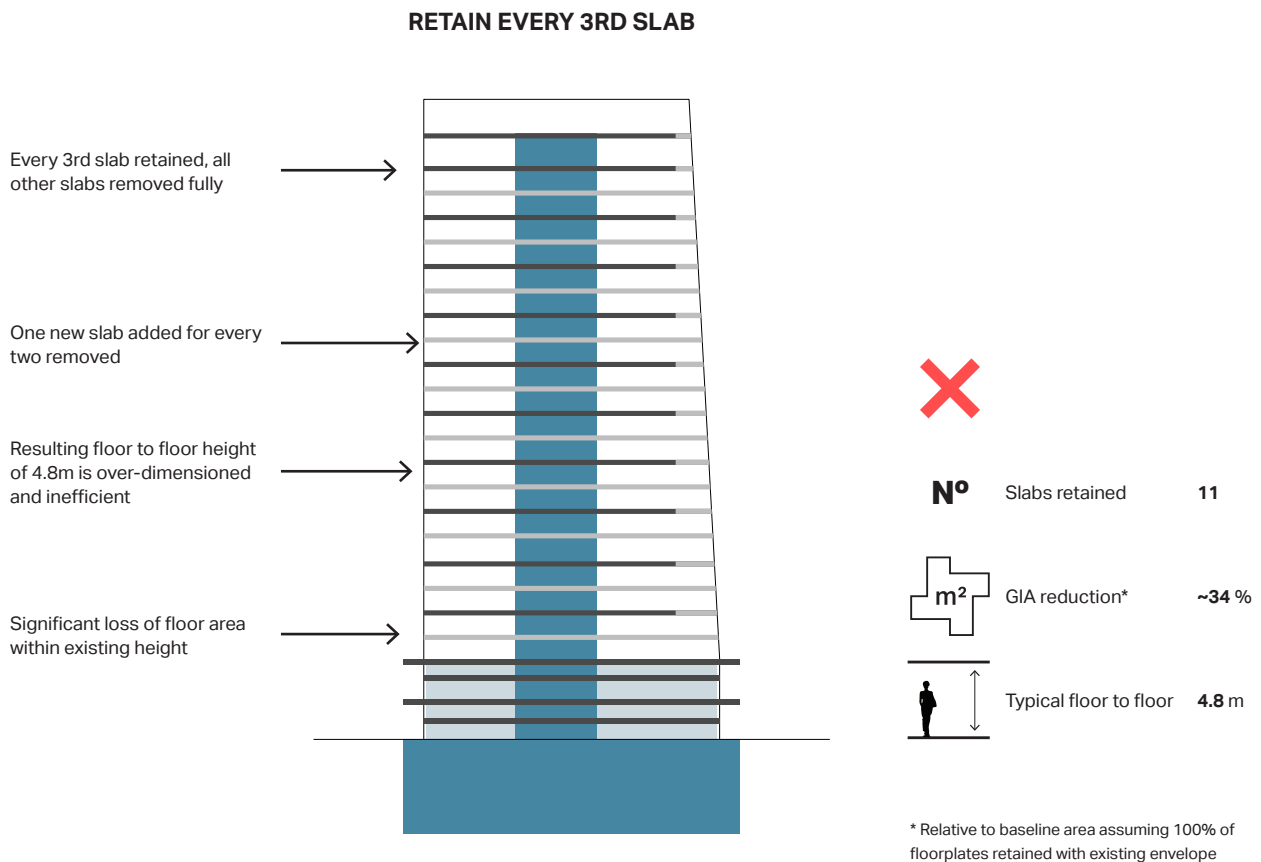 RETAIN EVERY 3RD SLAB
Every 3rd slab retained, all
other slabs removed fully
One new slab added for every
two removed
Resulting floor to floor height
of 4.8m is over-dimensioned
and inefficient
Significant loss of floor area
within existing height
Nº Slabs retained 11
m² GIA reduction* ~34 %
Typical floor to floor 4.8 m
* Relative to baseline area assuming 100% of
floorplates retained with existing envelope